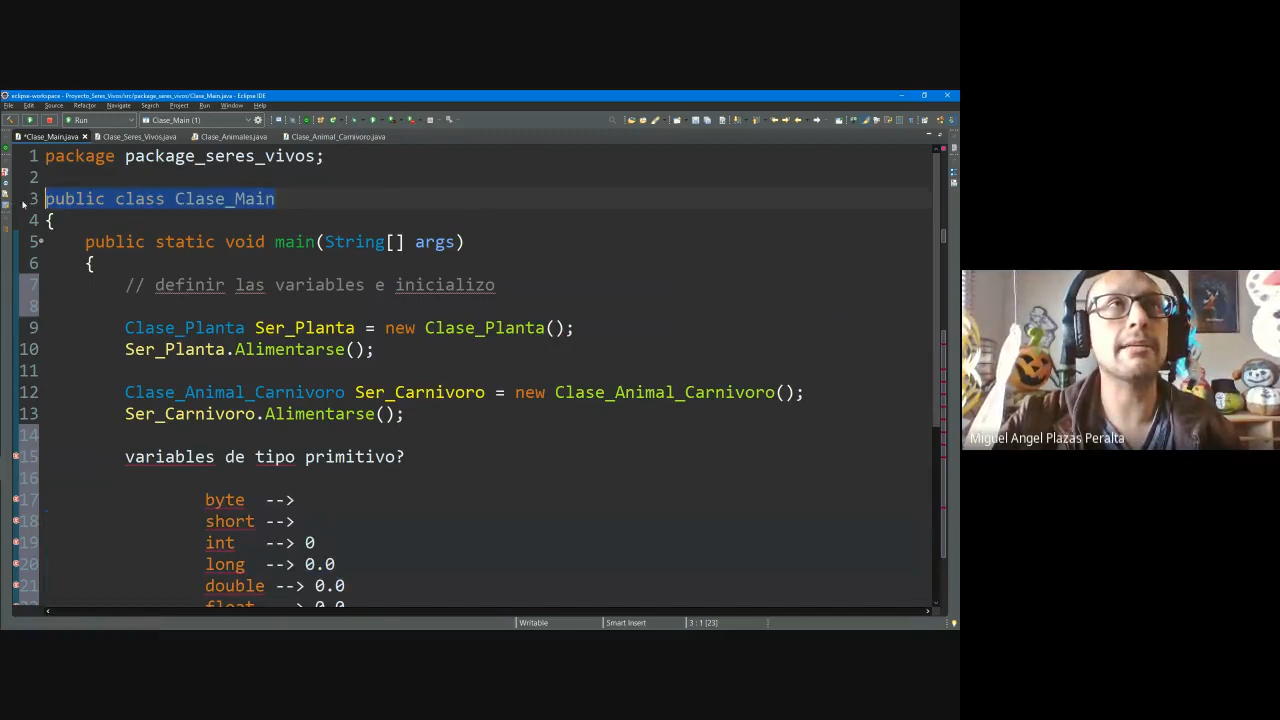 eclipse-workspace - Proyecto_Seres_Vivos/src/package_seres_vivos/Clase_Main.java - Eclipse IDE
File Edit Source Refactor Navigate Search Project Run Window Help
Run Clase_Main (1)
*Clase_Main.java Clase_Seres_Vivos.java Clase_Animales.java Clase_Animal_Carnivoro.java
1 package package_seres_vivos;
2
3 public class Clase_Main
4 {
5 public static void main(String[] args)
6 {
7 // definir las variables e inicializo
8
9 Clase_Planta Ser_Planta = new Clase_Planta();
10 Ser_Planta.Alimentarse();
11
12 Clase_Animal_Carnivoro Ser_Carnivoro = new Clase_Animal_Carnivoro();
13 Ser_Carnivoro.Alimentarse();
14
15 variables de tipo primitivo?
16
17 byte -->
18 short -->
19 int --> 0
20 long --> 0.0
21 double --> 0.0
22 float --> 0.0
Writable Smart Insert 3 : 1 [23]
Miguel Angel Plazas Peralta